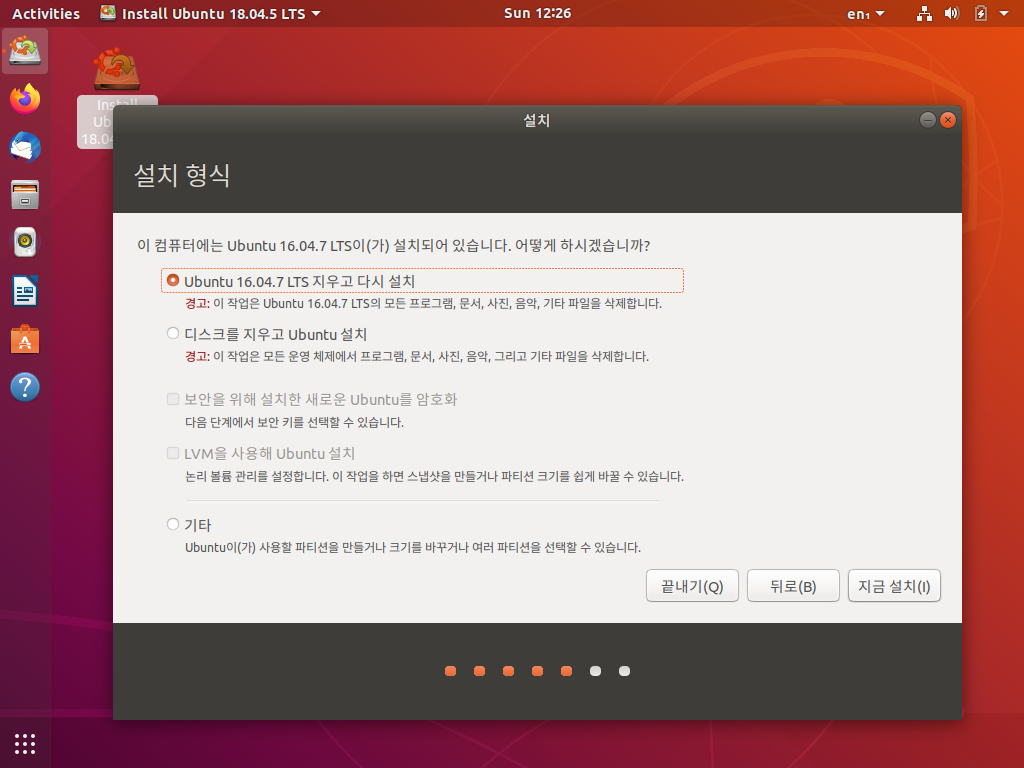 Activities
Install Ubuntu 18.04.5 LTS
Sun 12:26
en₁
Install
Ub
18.04
설치
설치 형식
이 컴퓨터에는 Ubuntu 16.04.7 LTS이(가) 설치되어 있습니다. 어떻게 하시겠습니까?
Ubuntu 16.04.7 LTS 지우고 다시 설치
경고: 이 작업은 Ubuntu 16.04.7 LTS의 모든 프로그램, 문서, 사진, 음악, 기타 파일을 삭제합니다.
디스크를 지우고 Ubuntu 설치
경고: 이 작업은 모든 운영 체제에서 프로그램, 문서, 사진, 음악, 그리고 기타 파일을 삭제합니다.
보안을 위해 설치한 새로운 Ubuntu를 암호화
다음 단계에서 보안 키를 선택할 수 있습니다.
LVM을 사용해 Ubuntu 설치
논리 볼륨 관리를 설정합니다. 이 작업을 하면 스냅샷을 만들거나 파티션 크기를 쉽게 바꿀 수 있습니다.
기타
Ubuntu이(가) 사용할 파티션을 만들거나 크기를 바꾸거나 여러 파티션을 선택할 수 있습니다.
끝내기(Q)
뒤로(B)
지금 설치(I)